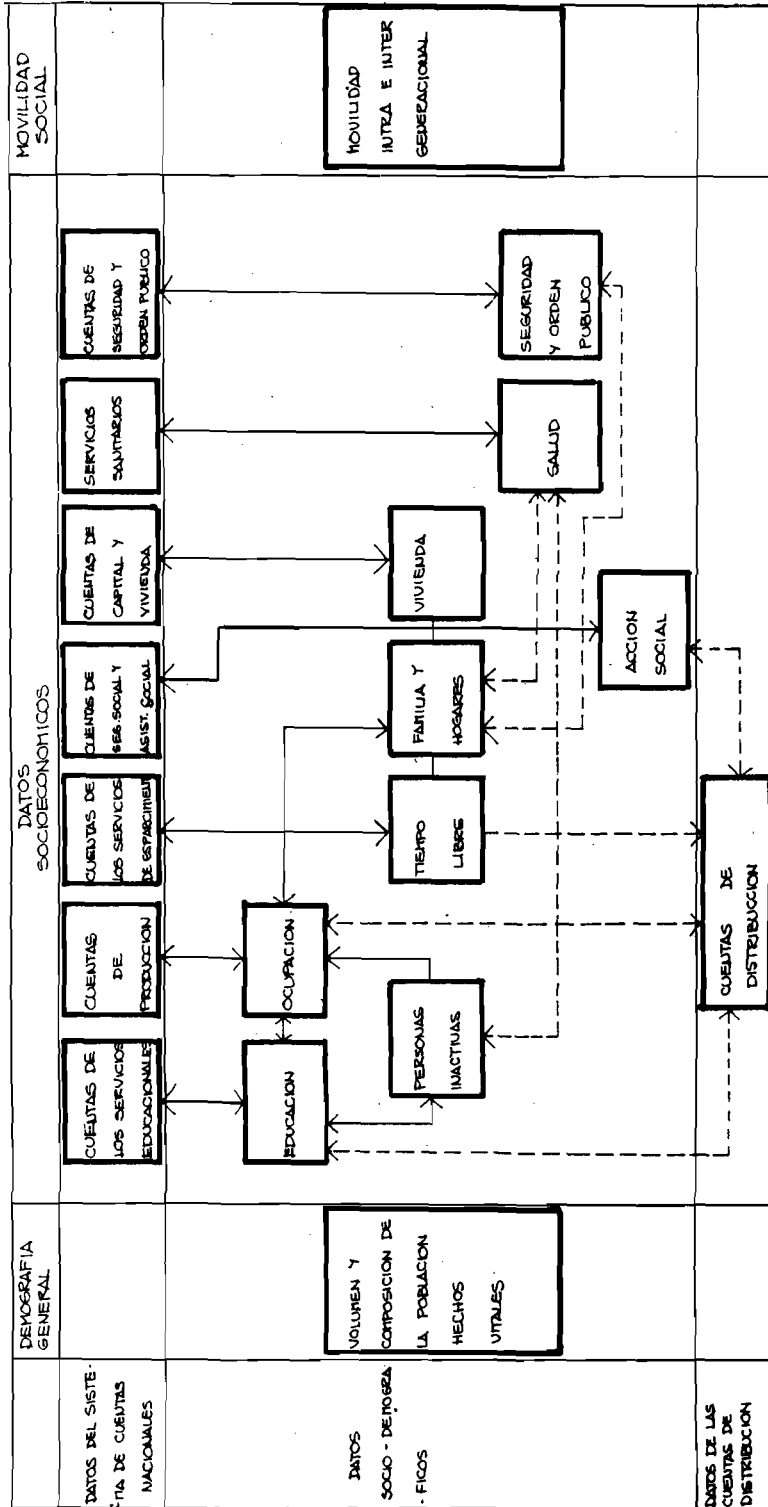 DEMOGRAFIA
GENERAL
DATOS
SOCIOECONOMICOS
MOVILIDAD
SOCIAL
DATOS DEL SISTE-
MA DE CUENTAS
NACIONALES
CUENTAS DE
LOS SERVICIOS
EDUCACIONALES
CUENTAS
DE
PRODUCCION
CUENTAS DE
LOS SERVICIOS
DE ESPARCIMIENT
CUENTAS DE
SEG. SOCIAL Y
ASIST. SOCIAL
CUENTAS DE
CAPITAL Y
VIVIENDA
SERVICIOS
SANITARIOS
CUENTAS DE
SEGURIDAD Y
ORDEN PUBLICO
DATOS
SOCIO-DEMOGRA
-FICOS
VOLUMEN Y
COMPOSICION DE
LA POBLACION
HECHOS
VITALES
EDUCACION
OCUPACION
PERSONAS
INACTIVAS
TIEMPO
LIBRE
FAMILIA Y
HOGARES
VIVIENDA
SALUD
SEGURIDAD
Y ORDEN
PUBLICO
ACCION
SOCIAL
MOVILIDAD
INTRA E INTER
GENERACIONAL
DATOS DE LAS
CUENTAS DE
DISTRIBUCION
CUENTAS DE
DISTRIBUCCION